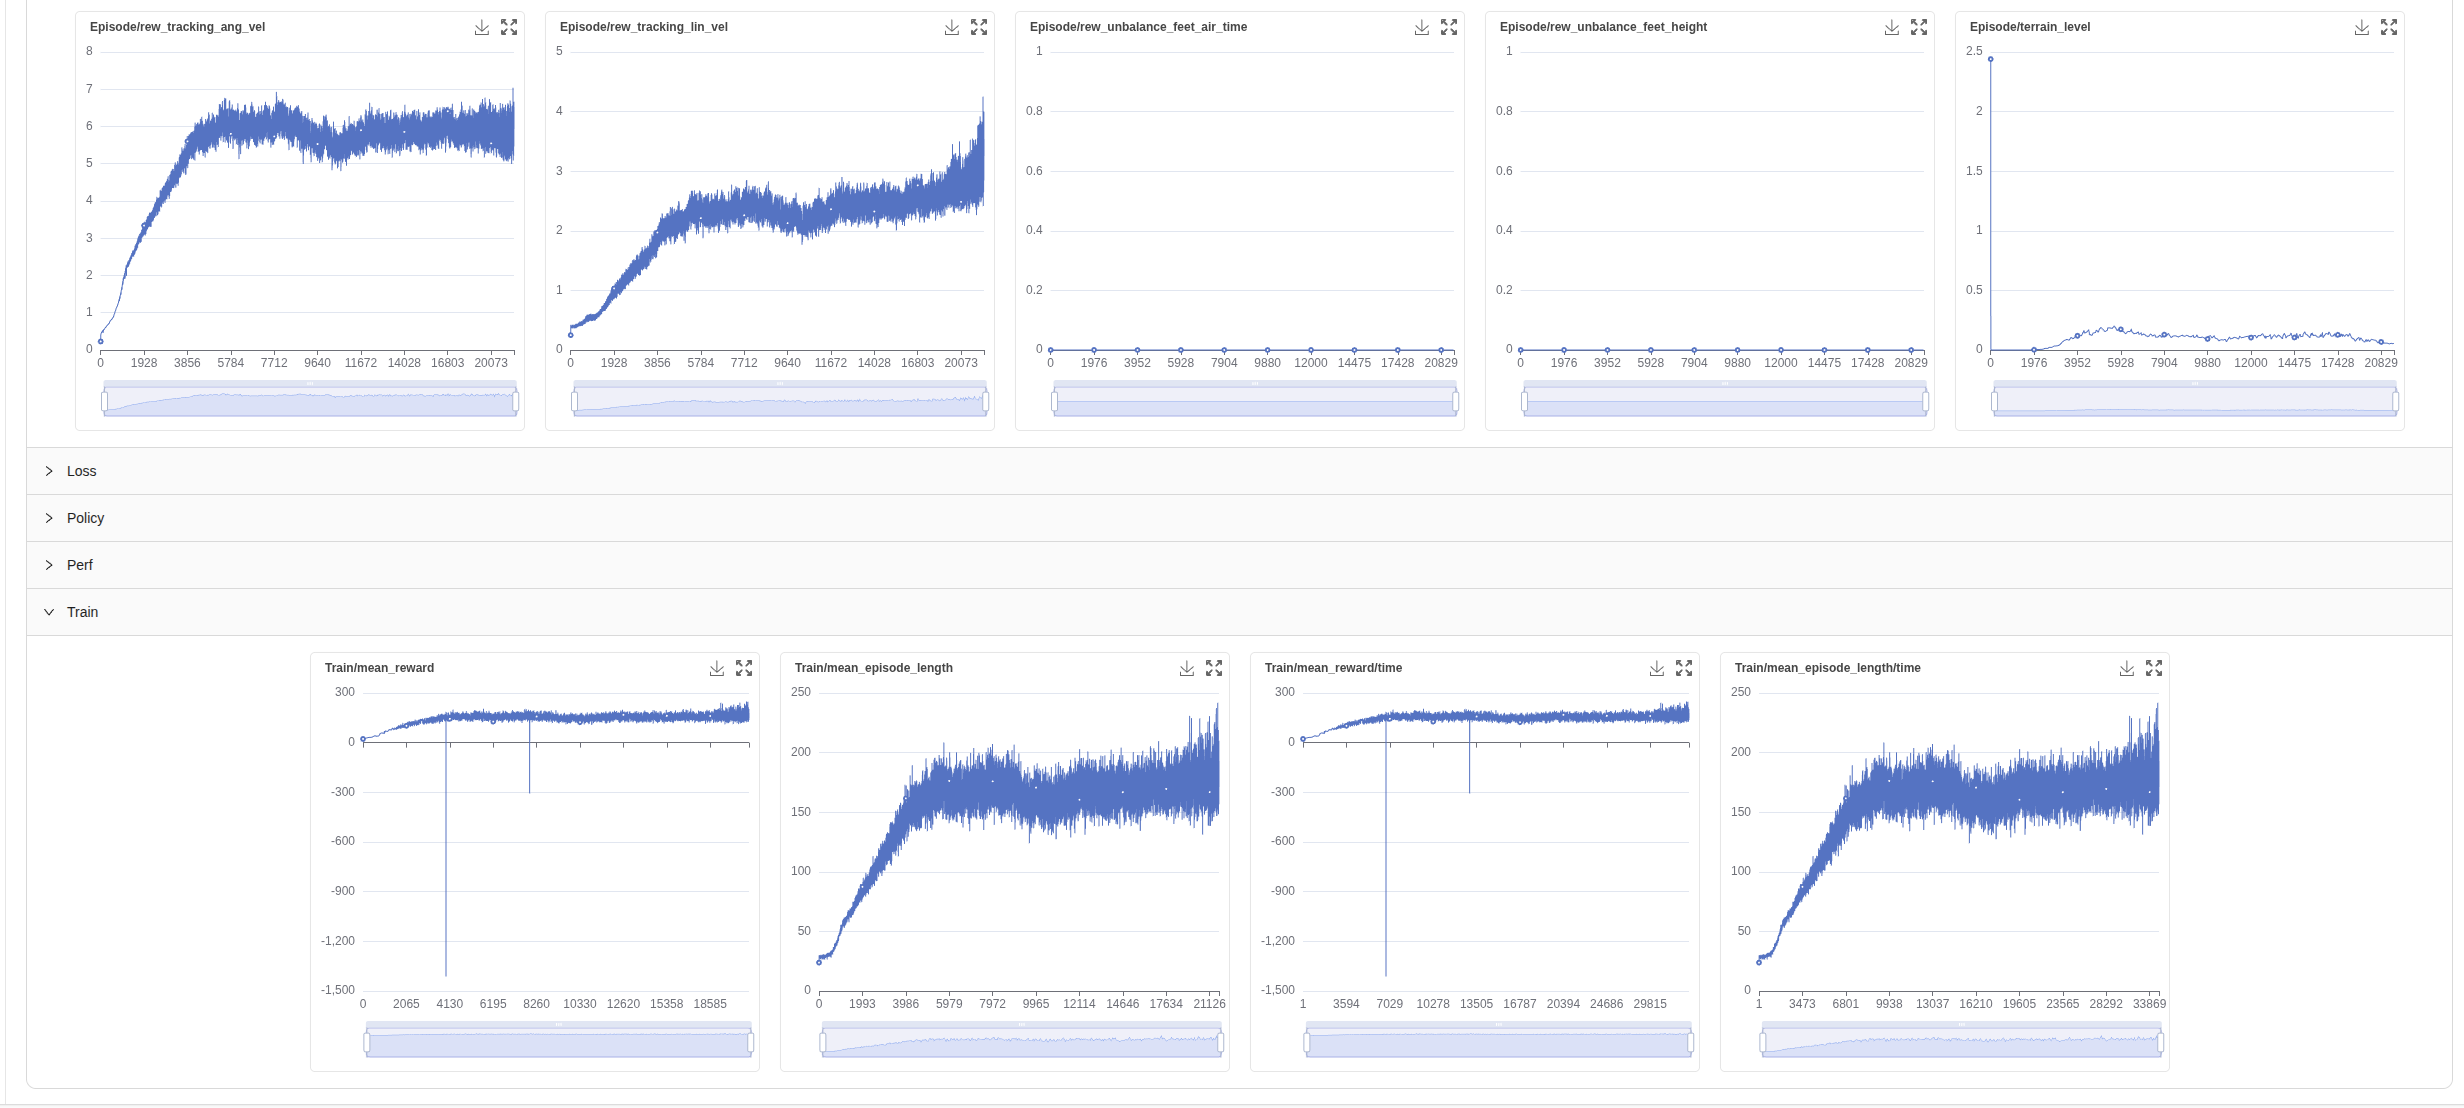 Episode/rew_tracking_ang_vel
8
7
6
5
4
3
2
1
0
0 1928 3856 5784 7712 9640 11672 14028 16803 20073
Episode/rew_tracking_lin_vel
5
4
3
2
1
0
0 1928 3856 5784 7712 9640 11672 14028 16803 20073
Episode/rew_unbalance_feet_air_time
1
0.8
0.6
0.4
0.2
0
0 1976 3952 5928 7904 9880 12000 14475 17428 20829
Episode/rew_unbalance_feet_height
1
0.8
0.6
0.4
0.2
0
0 1976 3952 5928 7904 9880 12000 14475 17428 20829
Episode/terrain_level
2.5
2
1.5
1
0.5
0
0 1976 3952 5928 7904 9880 12000 14475 17428 20829
Loss
Policy
Perf
Train
Train/mean_reward
300
0
-300
-600
-900
-1,200
-1,500
0 2065 4130 6195 8260 10330 12620 15358 18585
Train/mean_episode_length
250
200
150
100
50
0
0 1993 3986 5979 7972 9965 12114 14646 17634 21126
Train/mean_reward/time
300
0
-300
-600
-900
-1,200
-1,500
1 3594 7029 10278 13505 16787 20394 24686 29815
Train/mean_episode_length/time
250
200
150
100
50
0
1 3473 6801 9938 13037 16210 19605 23565 28292 33869